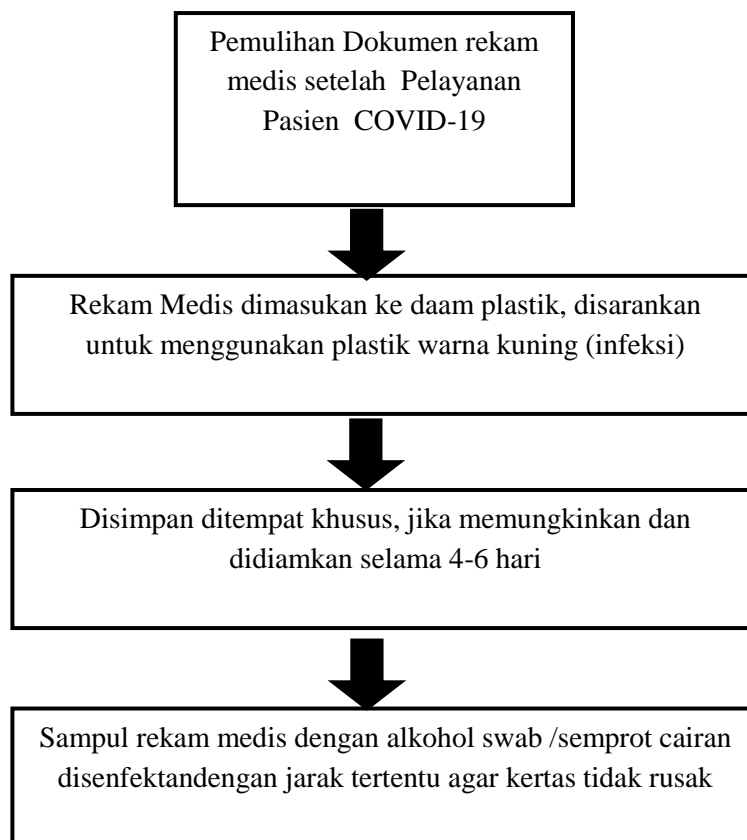 Pemulihan Dokumen rekam
medis setelah Pelayanan
Pasien COVID-19
Rekam Medis dimasukan ke daam plastik, disarankan
untuk menggunakan plastik warna kuning (infeksi)
Disimpan ditempat khusus, jika memungkinkan dan
didiamkan selama 4-6 hari
Sampul rekam medis dengan alkohol swab /semprot cairan
disenfektandengan jarak tertentu agar kertas tidak rusak